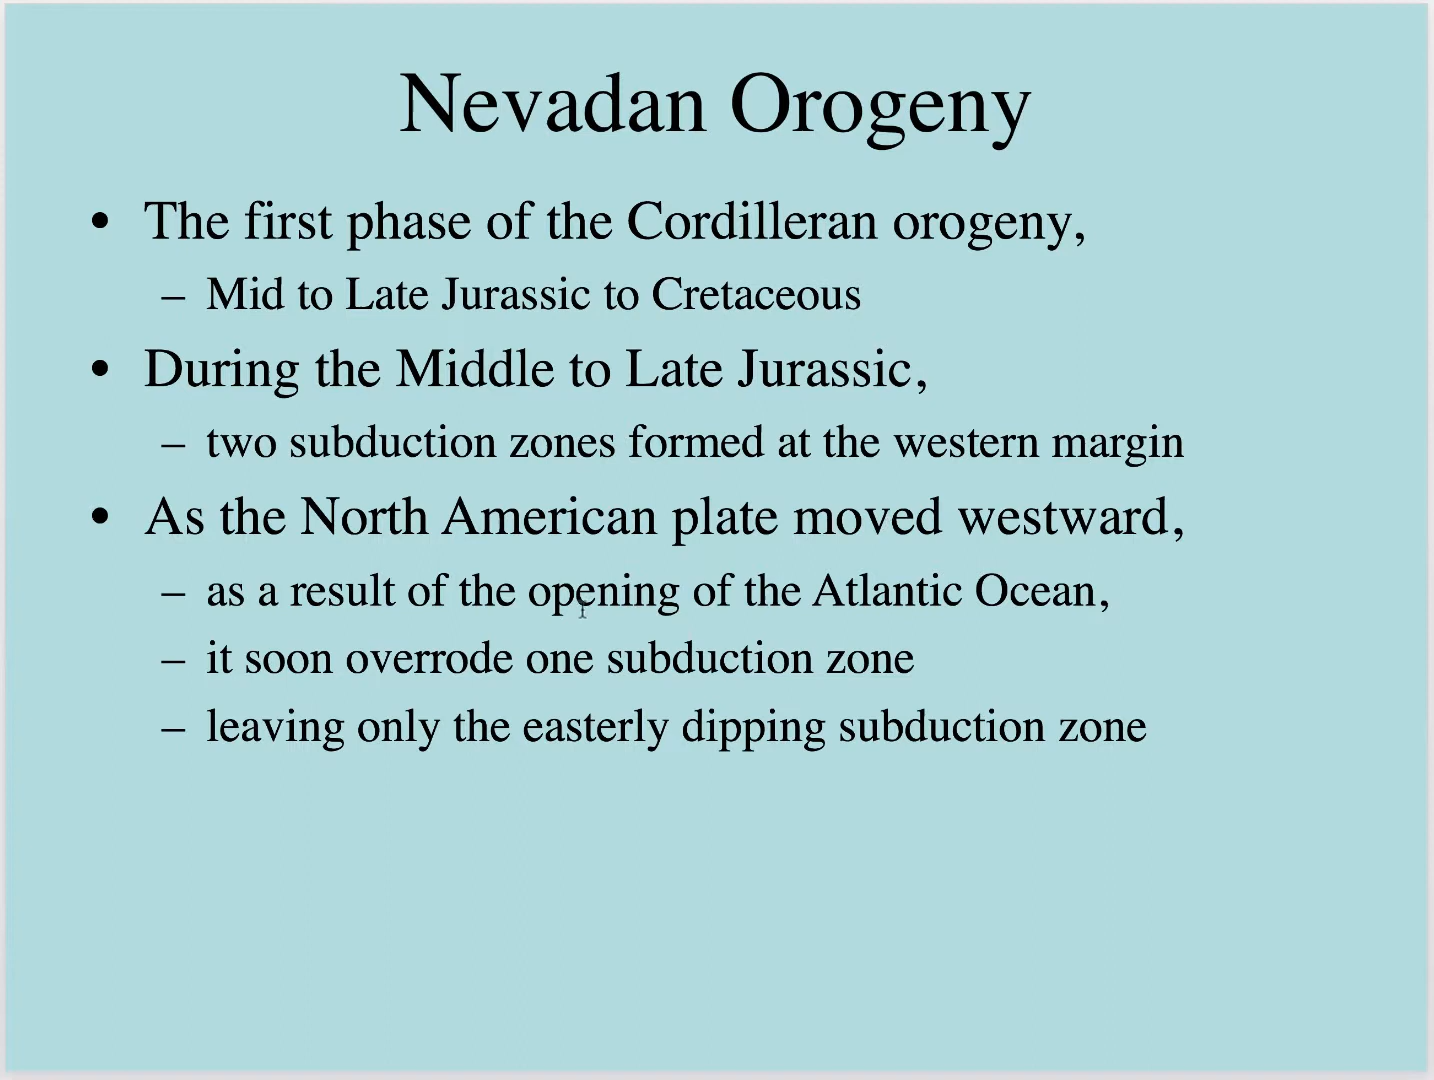 Nevadan Orogeny
• The first phase of the Cordilleran orogeny,
– Mid to Late Jurassic to Cretaceous
• During the Middle to Late Jurassic,
– two subduction zones formed at the western margin
• As the North American plate moved westward,
– as a result of the opening of the Atlantic Ocean,
– it soon overrode one subduction zone
– leaving only the easterly dipping subduction zone